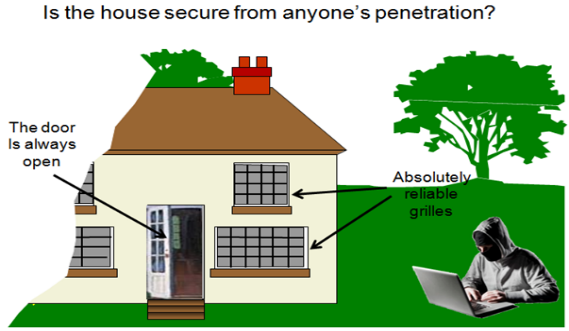 Is the house secure from anyone's penetration?
The door
Is always
open
Absolutely
reliable
grilles